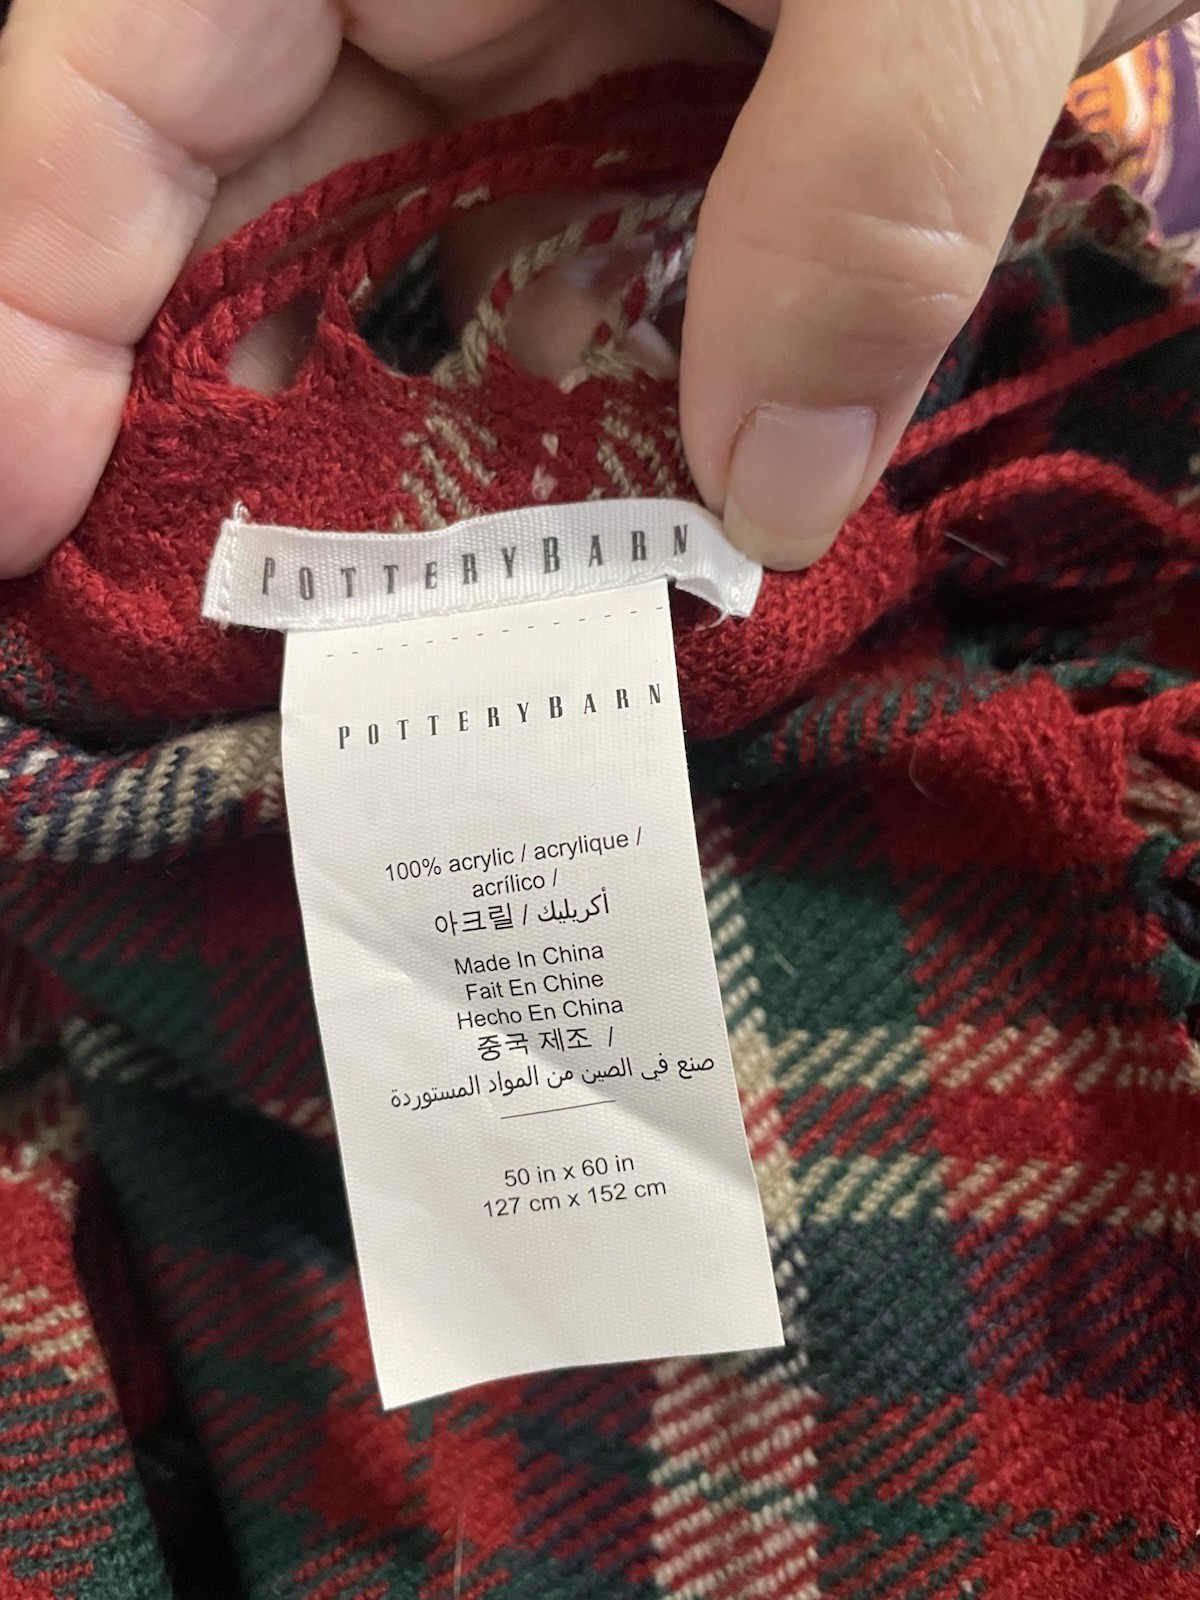 POTTERYBARN
POTTERYBARN
100% acrylic / acrylique /
acrílico /
아크릴 / أكريليك
Made In China
Fait En Chine
Hecho En China
중국 제조 /
صنع في الصين من المواد المستوردة
50 in x 60 in
127 cm x 152 cm